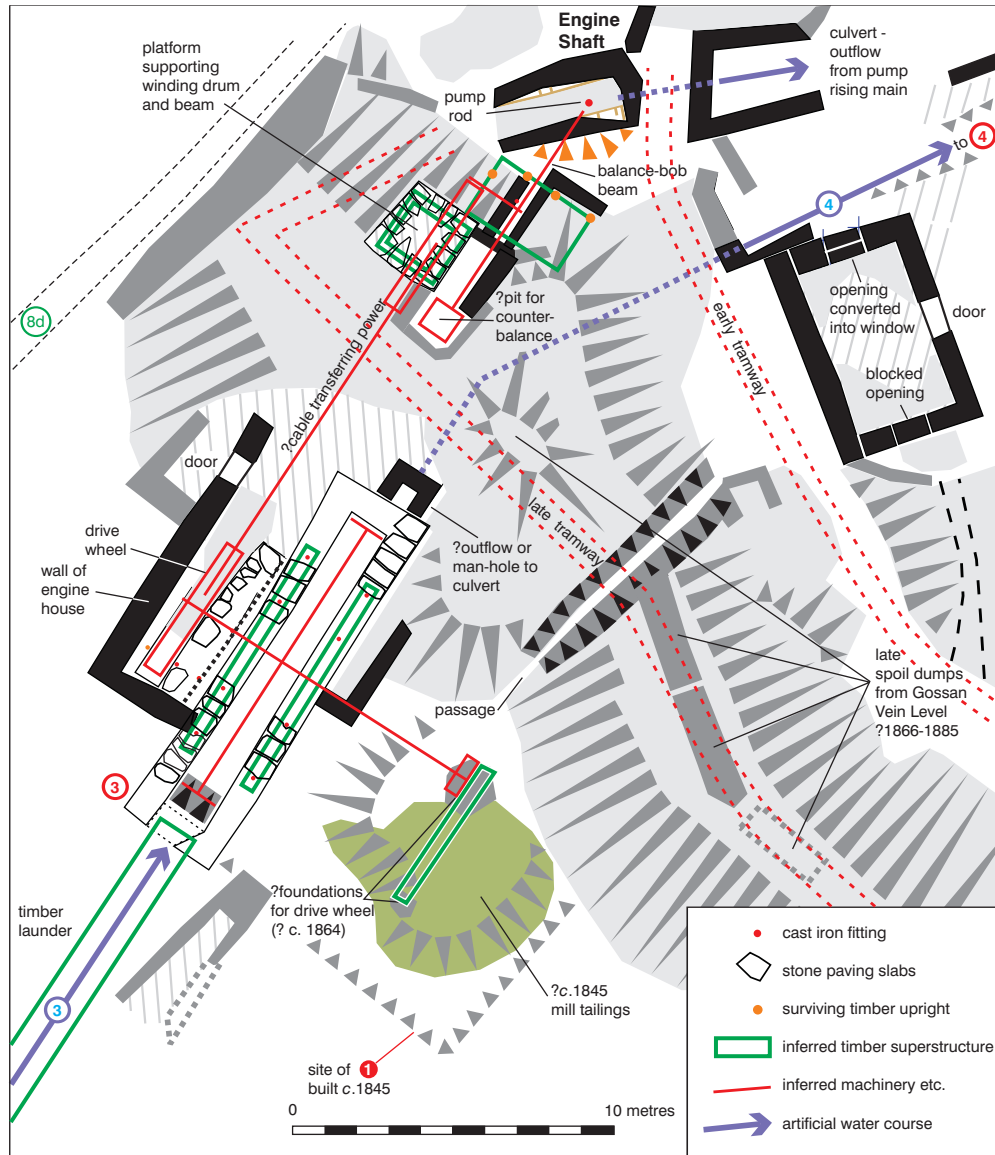 Engine
Shaft
platform
supporting
winding drum
and beam
culvert -
outflow
from pump
rising main
pump
rod
to 4
balance-bob
beam
4
8d
?pit for
counter-
balance
opening
converted
into window
door
early tramway
blocked
opening
?cable transferring power
door
late tramway
drive
wheel
wall of
engine
house
?outflow or
man-hole to
culvert
passage
late
spoil dumps
from Gossan
Vein Level
?1866-1885
3
?foundations
for drive wheel
(? c. 1864)
timber
launder
3
?c.1845
mill tailings
site of 1
built c.1845
0 10 metres
cast iron fitting
stone paving slabs
surviving timber upright
inferred timber superstructure
inferred machinery etc.
artificial water course